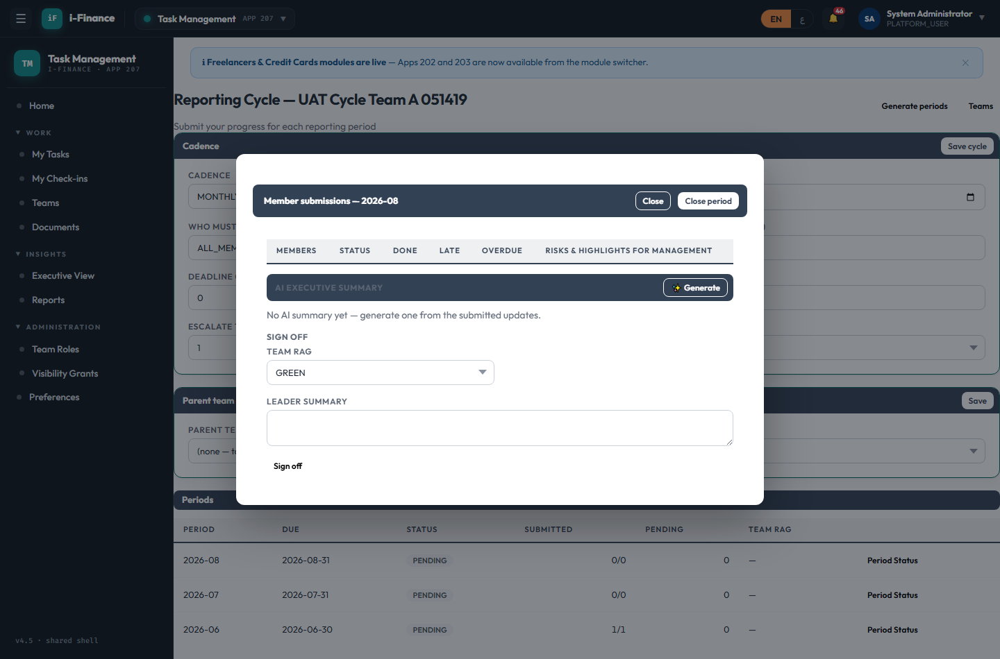 iF
i-Finance
Task Management APP 207
EN
ع
46
SA
System Administrator
PLATFORM_USER
TM
Task Management
I-FINANCE · APP 207
Home
WORK
My Tasks
My Check-ins
Teams
Documents
INSIGHTS
Executive View
Reports
ADMINISTRATION
Team Roles
Visibility Grants
Preferences
v4.5 · shared shell
i Freelancers & Credit Cards modules are live — Apps 202 and 203 are now available from the module switcher.
Reporting Cycle — UAT Cycle Team A 051419
Generate periods
Teams
Submit your progress for each reporting period
Cadence
Save cycle
CADENCE
MONTHLY
WHO MUST
ALL_MEM
DEADLINE
0
ESCALATE
1
Parent team
Save
PARENT TE
(none — to
Member submissions — 2026-08
Close
Close period
MEMBERS STATUS DONE LATE OVERDUE RISKS & HIGHLIGHTS FOR MANAGEMENT
AI EXECUTIVE SUMMARY
✨ Generate
No AI summary yet — generate one from the submitted updates.
SIGN OFF
TEAM RAG
GREEN
LEADER SUMMARY
Sign off
Periods
PERIOD DUE STATUS SUBMITTED PENDING TEAM RAG
2026-08 2026-08-31 PENDING 0/0 0 — Period Status
2026-07 2026-07-31 PENDING 0/0 0 — Period Status
2026-06 2026-06-30 PENDING 1/1 0 — Period Status